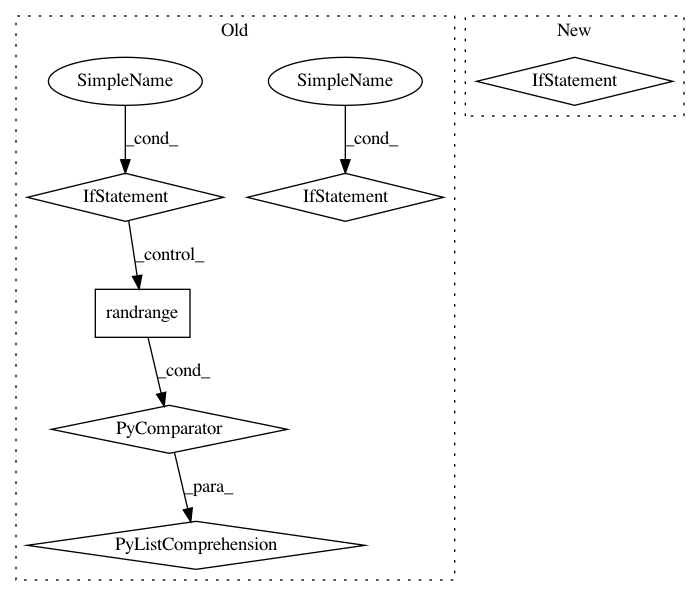 Old
New
SimpleName
SimpleName
IfStatement
_cond_
_cond_
IfStatement
IfStatement
_control_
randrange
_cond_
PyComparator
_para_
PyListComprehension